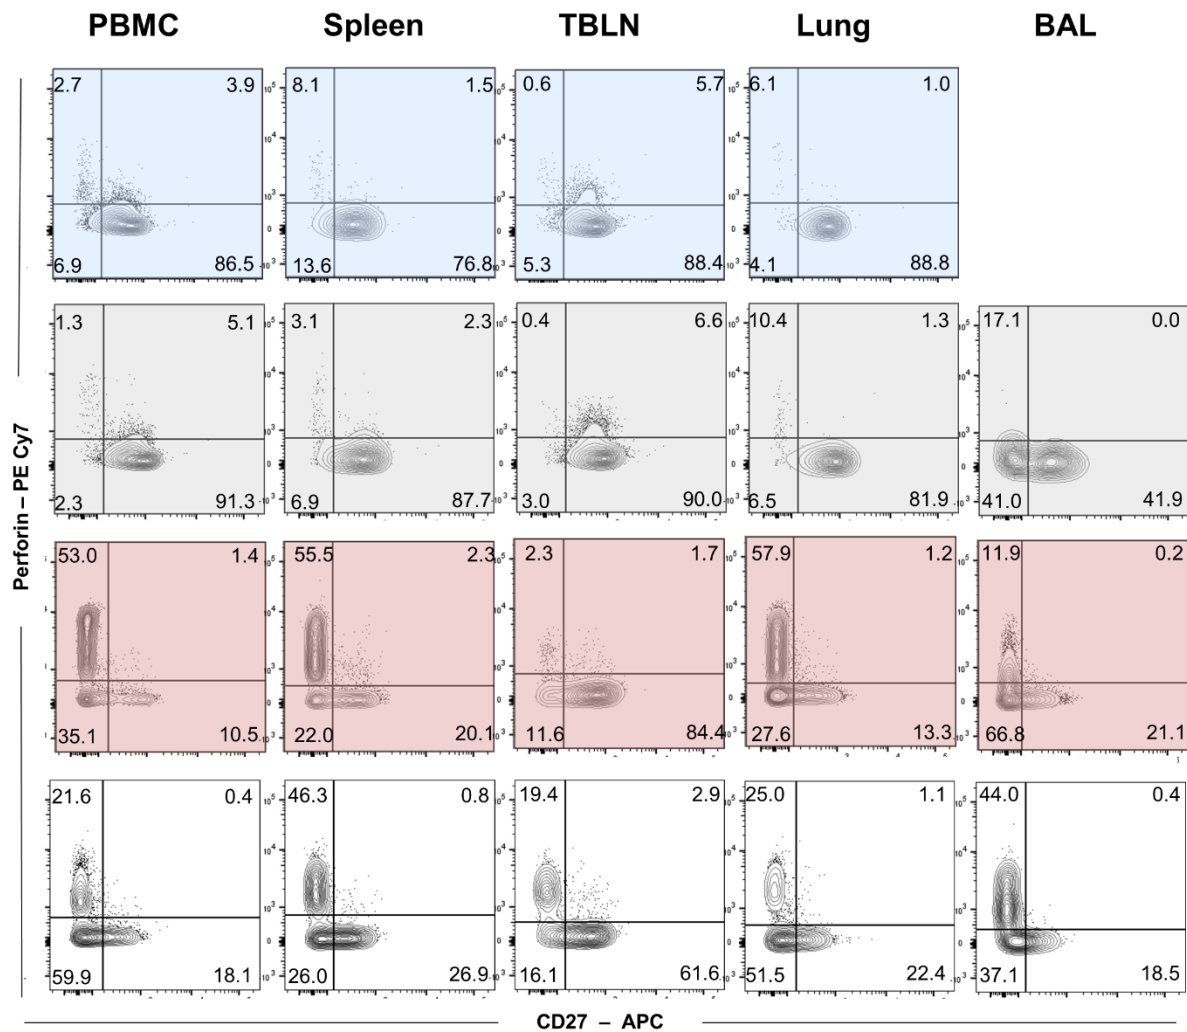 PBMC Spleen TBLN Lung BAL
2.7 3.9 8.1 1.5 0.6 5.7 6.1 1.0
6.9 86.5 13.6 76.8 5.3 88.4 4.1 88.8
1.3 5.1 3.1 2.3 0.4 6.6 10.4 1.3 17.1 0.0
2.3 91.3 6.9 87.7 3.0 90.0 6.5 81.9 41.0 41.9
53.0 1.4 55.5 2.3 2.3 1.7 57.9 1.2 11.9 0.2
35.1 10.5 22.0 20.1 11.6 84.4 27.6 13.3 66.8 21.1
21.6 0.4 46.3 0.8 19.4 2.9 25.0 1.1 44.0 0.4
59.9 18.1 26.0 26.9 16.1 61.6 51.5 22.4 37.1 18.5
Perforin – PE Cy7
CD27 – APC